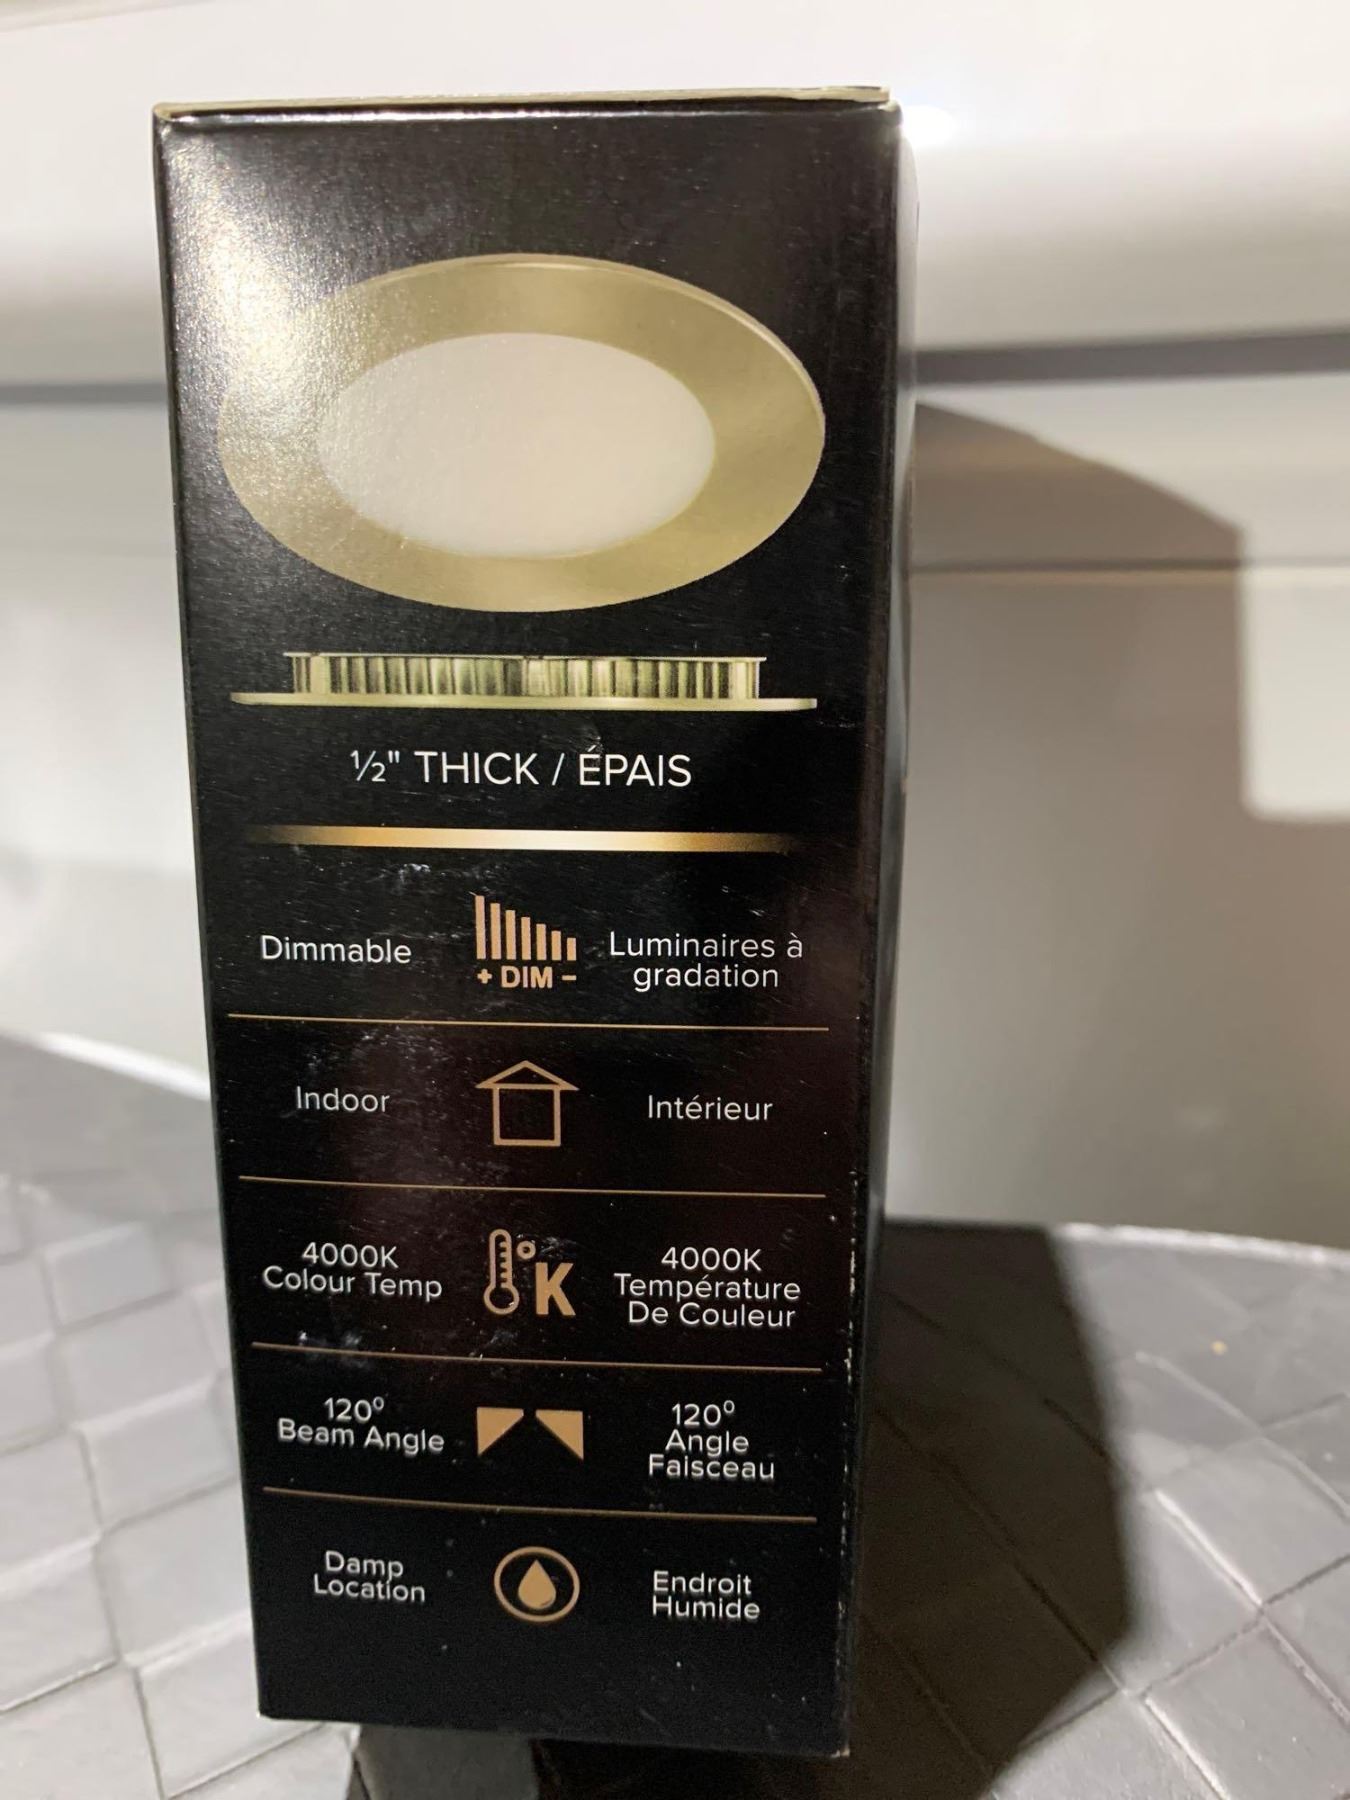 ½" THICK / ÉPAIS
Dimmable
+ DIM −
Luminaires à
gradation
Indoor
Intérieur
4000K
Colour Temp
°K
4000K
Température
De Couleur
120°
Beam Angle
120°
Angle
Faisceau
Damp
Location
Endroit
Humide